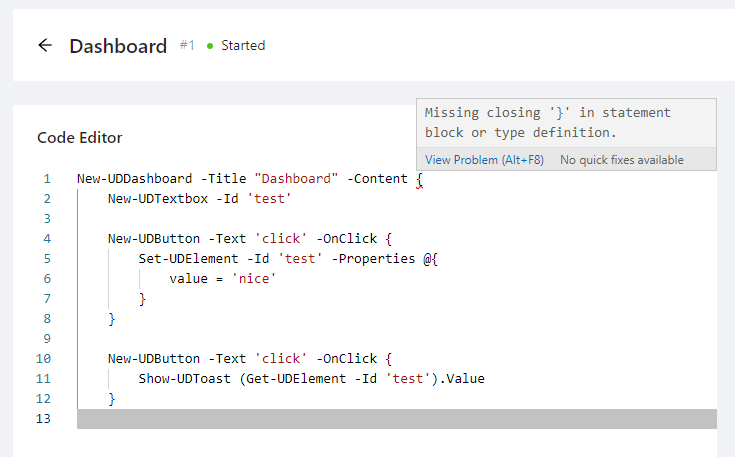 ← Dashboard #1 ● Started
Missing closing '}' in statement
block or type definition.
View Problem (Alt+F8) No quick fixes available
Code Editor
1 New-UDDashboard -Title "Dashboard" -Content {
2     New-UDTextbox -Id 'test'
3
4     New-UDButton -Text 'click' -OnClick {
5         Set-UDElement -Id 'test' -Properties @{
6             value = 'nice'
7         }
8     }
9
10     New-UDButton -Text 'click' -OnClick {
11         Show-UDToast (Get-UDElement -Id 'test').Value
12     }
13